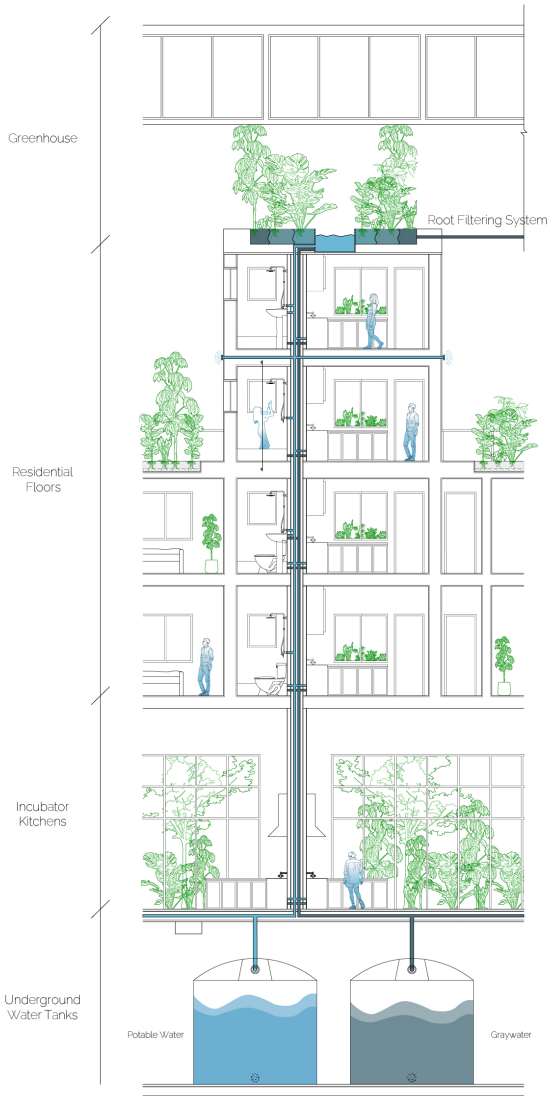 Greenhouse
Root Filtering System
Residential
Floors
Incubator
Kitchens
Underground
Water Tanks
Potable Water
Graywater